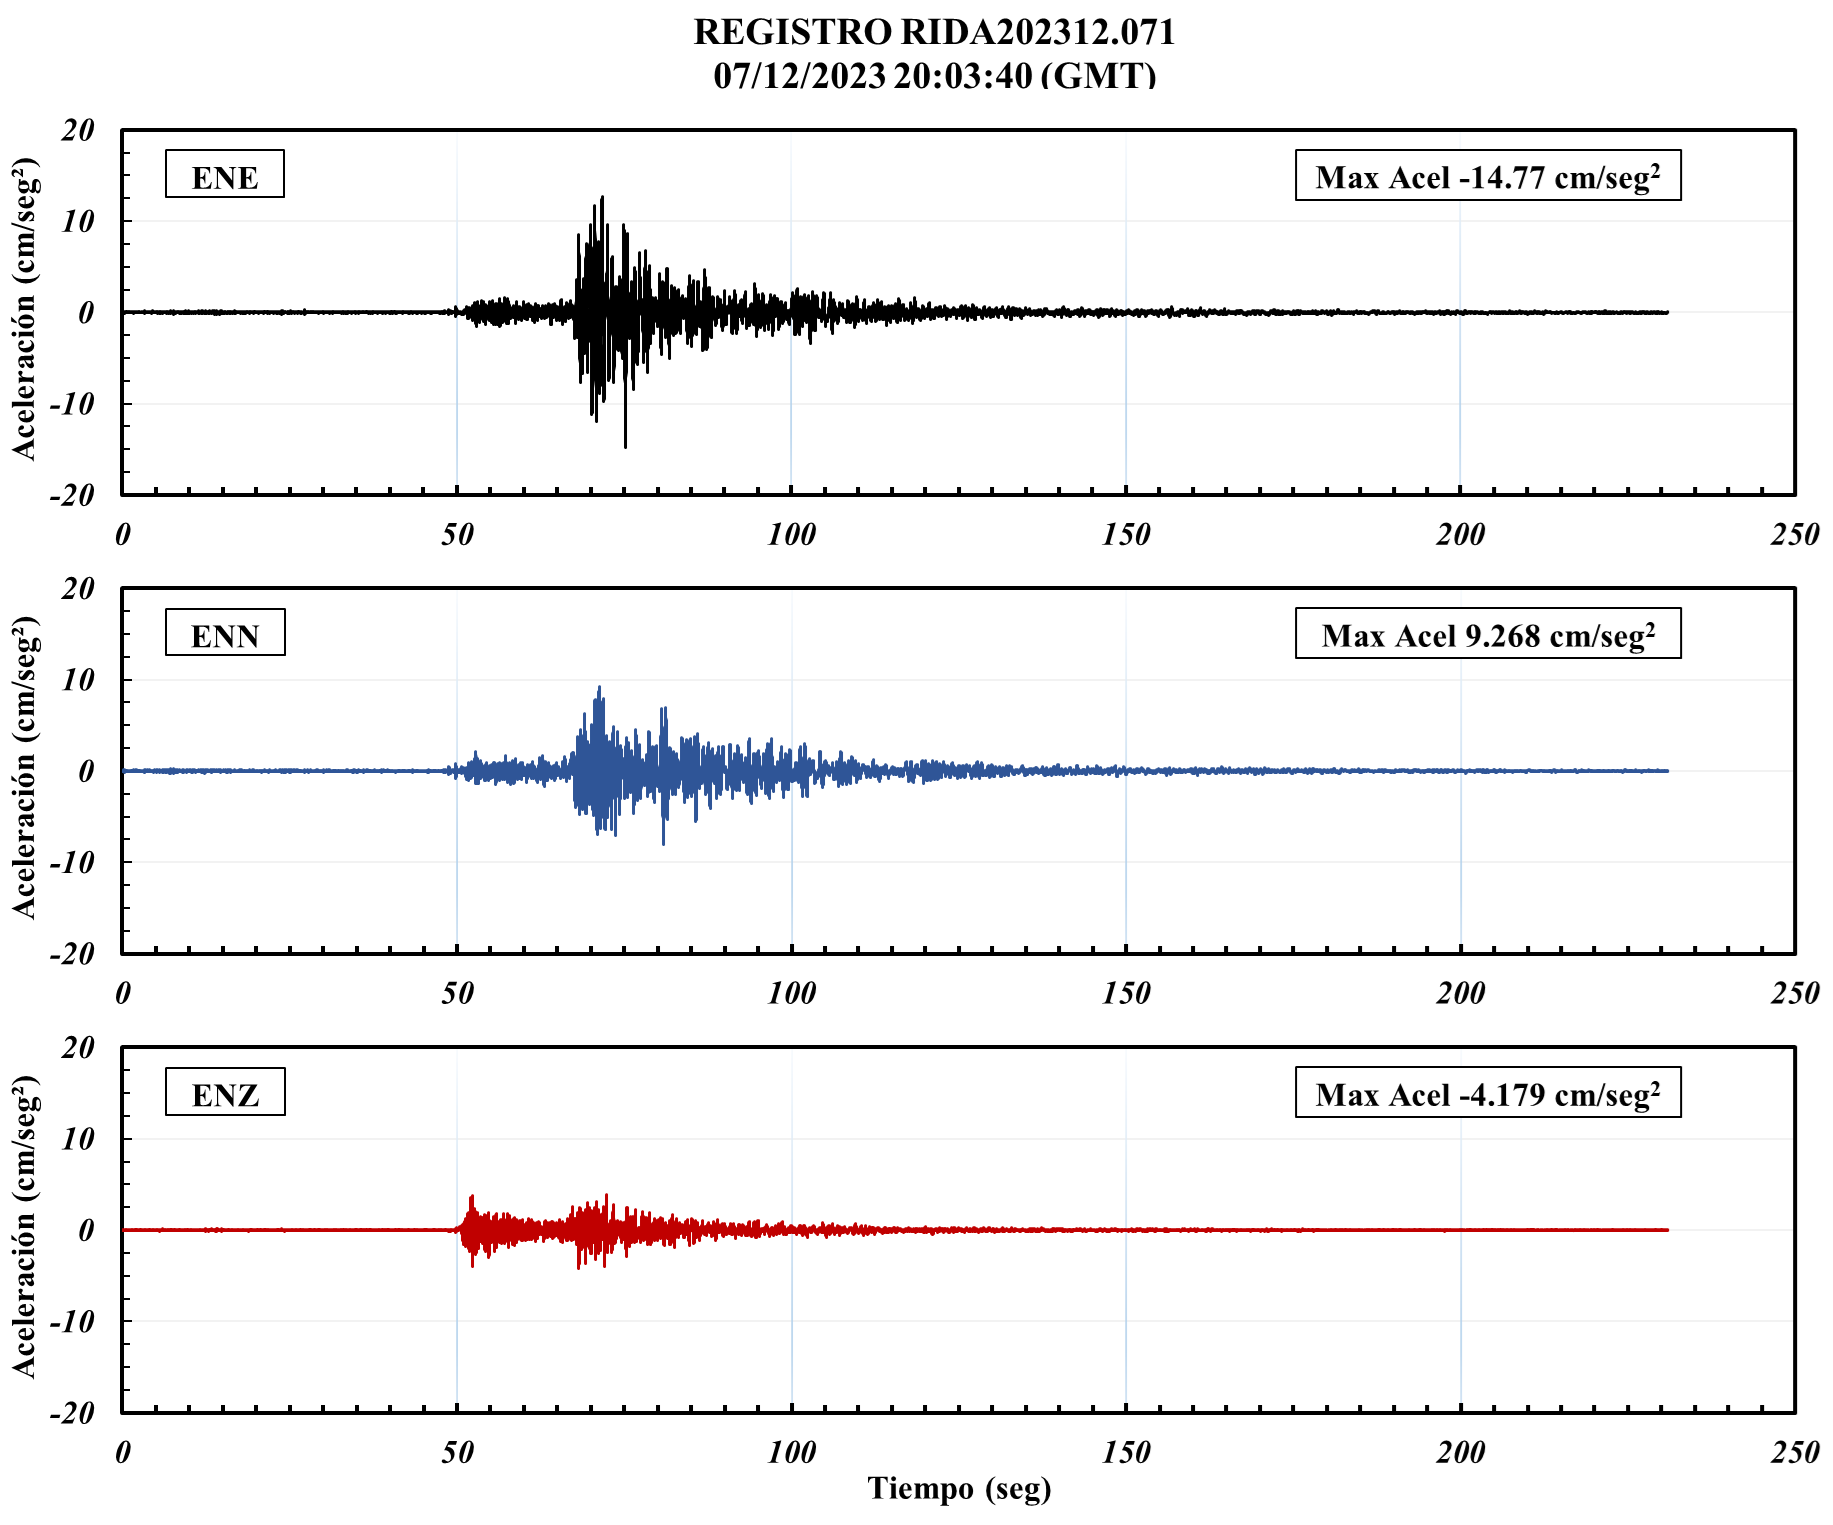 REGISTRO RIDA202312.071
07/12/2023 20:03:40 (GMT)
Aceleración (cm/seg²)
20
10
0
-10
-20
ENE
Max Acel -14.77 cm/seg²
0 50 100 150 200 250
Aceleración (cm/seg²)
20
10
0
-10
-20
ENN
Max Acel 9.268 cm/seg²
0 50 100 150 200 250
Aceleración (cm/seg²)
20
10
0
-10
-20
ENZ
Max Acel -4.179 cm/seg²
0 50 100 150 200 250
Tiempo (seg)